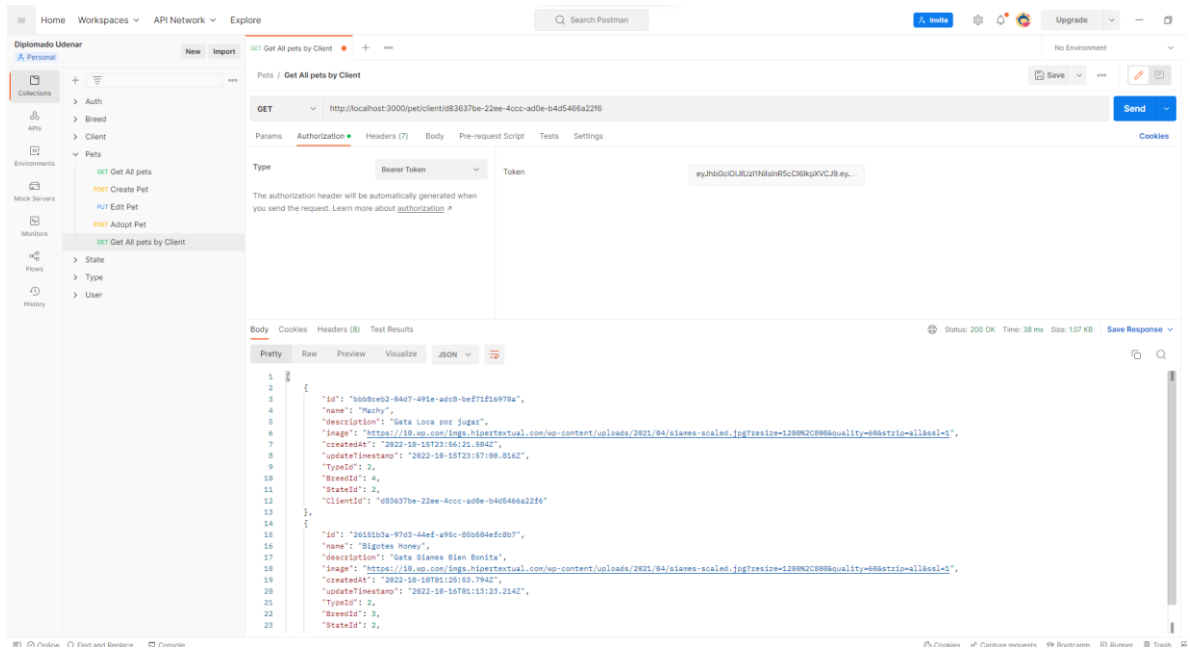 Home Workspaces API Network Explore
Search Postman
Invite
Upgrade
Diplomado Udenar
Personal
New Import
GET Get All pets by Client
No Environment
Collections
APIs
Environments
Mock Servers
Monitors
Flows
History
Auth
Breed
Client
Pets
GET Get All pets
POST Create Pet
PUT Edit Pet
POST Adopt Pet
GET Get All pets by Client
State
Type
User
Pets / Get All pets by Client
Save
GET http://localhost:3000/pet/client/d83637be-22ee-4ccc-ad0e-b4d5466a22f6
Send
Params Authorization Headers (7) Body Pre-request Script Tests Settings
Cookies
Type Bearer Token
The authorization header will be automatically generated when
you send the request. Learn more about authorization
Token
Body Cookies Headers (8) Test Results
Status: 200 OK Time: 38 ms Size: 1.07 KB Save Response
Pretty Raw Preview Visualize JSON
1 [
2 {
3 "id": "bbb8ceb2-04d7-491e-adc8-bef71f16978a",
4 "name": "Machy",
5 "description": "Gata Loca por jugar",
6 "image": "https://i0.wp.com/imgs.hipertextual.com/wp-content/uploads/2021/04/siames-scaled.jpg?resize=1200%2C800&quality=60&strip=all&ssl=1",
7 "createdAt": "2022-10-15T23:56:21.504Z",
8 "updateTimestamp": "2022-10-15T23:57:00.816Z",
9 "TypeId": 2,
10 "BreedId": 4,
11 "StateId": 2,
12 "ClientId": "d83637be-22ee-4ccc-ad0e-b4d5466a22f6"
13 },
14 {
15 "id": "26151b3a-97d3-44ef-a95c-85b504efc8b7",
16 "name": "Bigotes Honey",
17 "description": "Gata Siames Bien Bonita",
18 "image": "https://i0.wp.com/imgs.hipertextual.com/wp-content/uploads/2021/04/siames-scaled.jpg?resize=1200%2C800&quality=60&strip=all&ssl=1",
19 "createdAt": "2022-10-10T01:25:53.794Z",
20 "updateTimestamp": "2022-10-16T01:13:23.214Z",
21 "TypeId": 2,
22 "BreedId": 3,
23 "StateId": 2,
Online Find and Replace Console
Cookies Capture requests Bootcamp Runner Trash